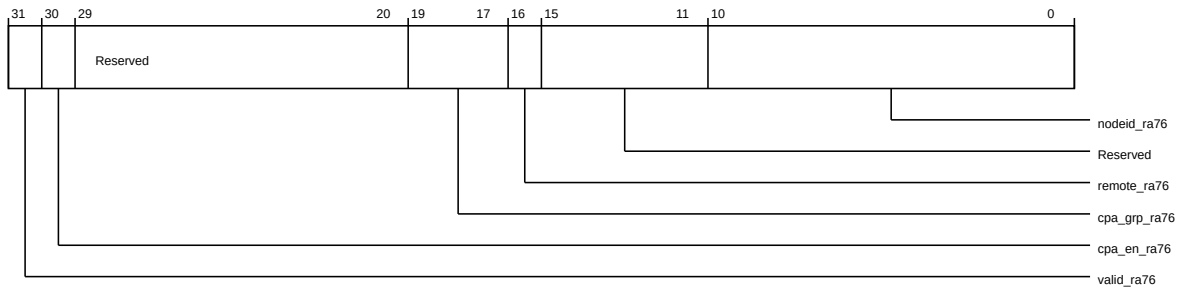 31 30 29 20 19 17 16 15 11 10 0
Reserved
nodeid_ra76
Reserved
remote_ra76
cpa_grp_ra76
cpa_en_ra76
valid_ra76